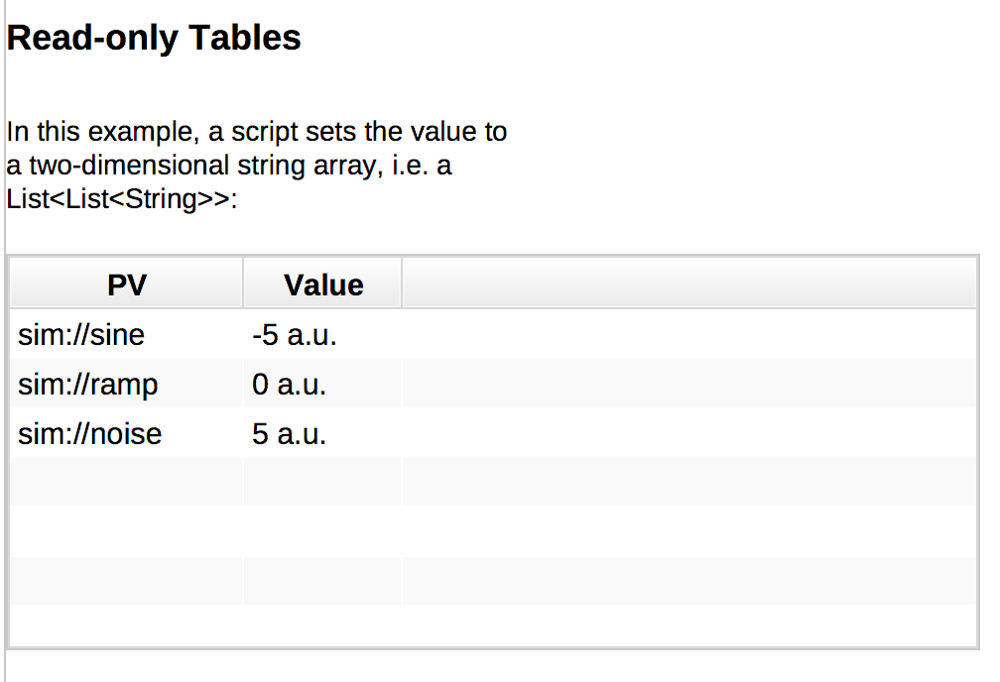 Read-only Tables
In this example, a script sets the value to
a two-dimensional string array, i.e. a
List<List<String>>:
PV Value
sim://sine -5 a.u.
sim://ramp 0 a.u.
sim://noise 5 a.u.